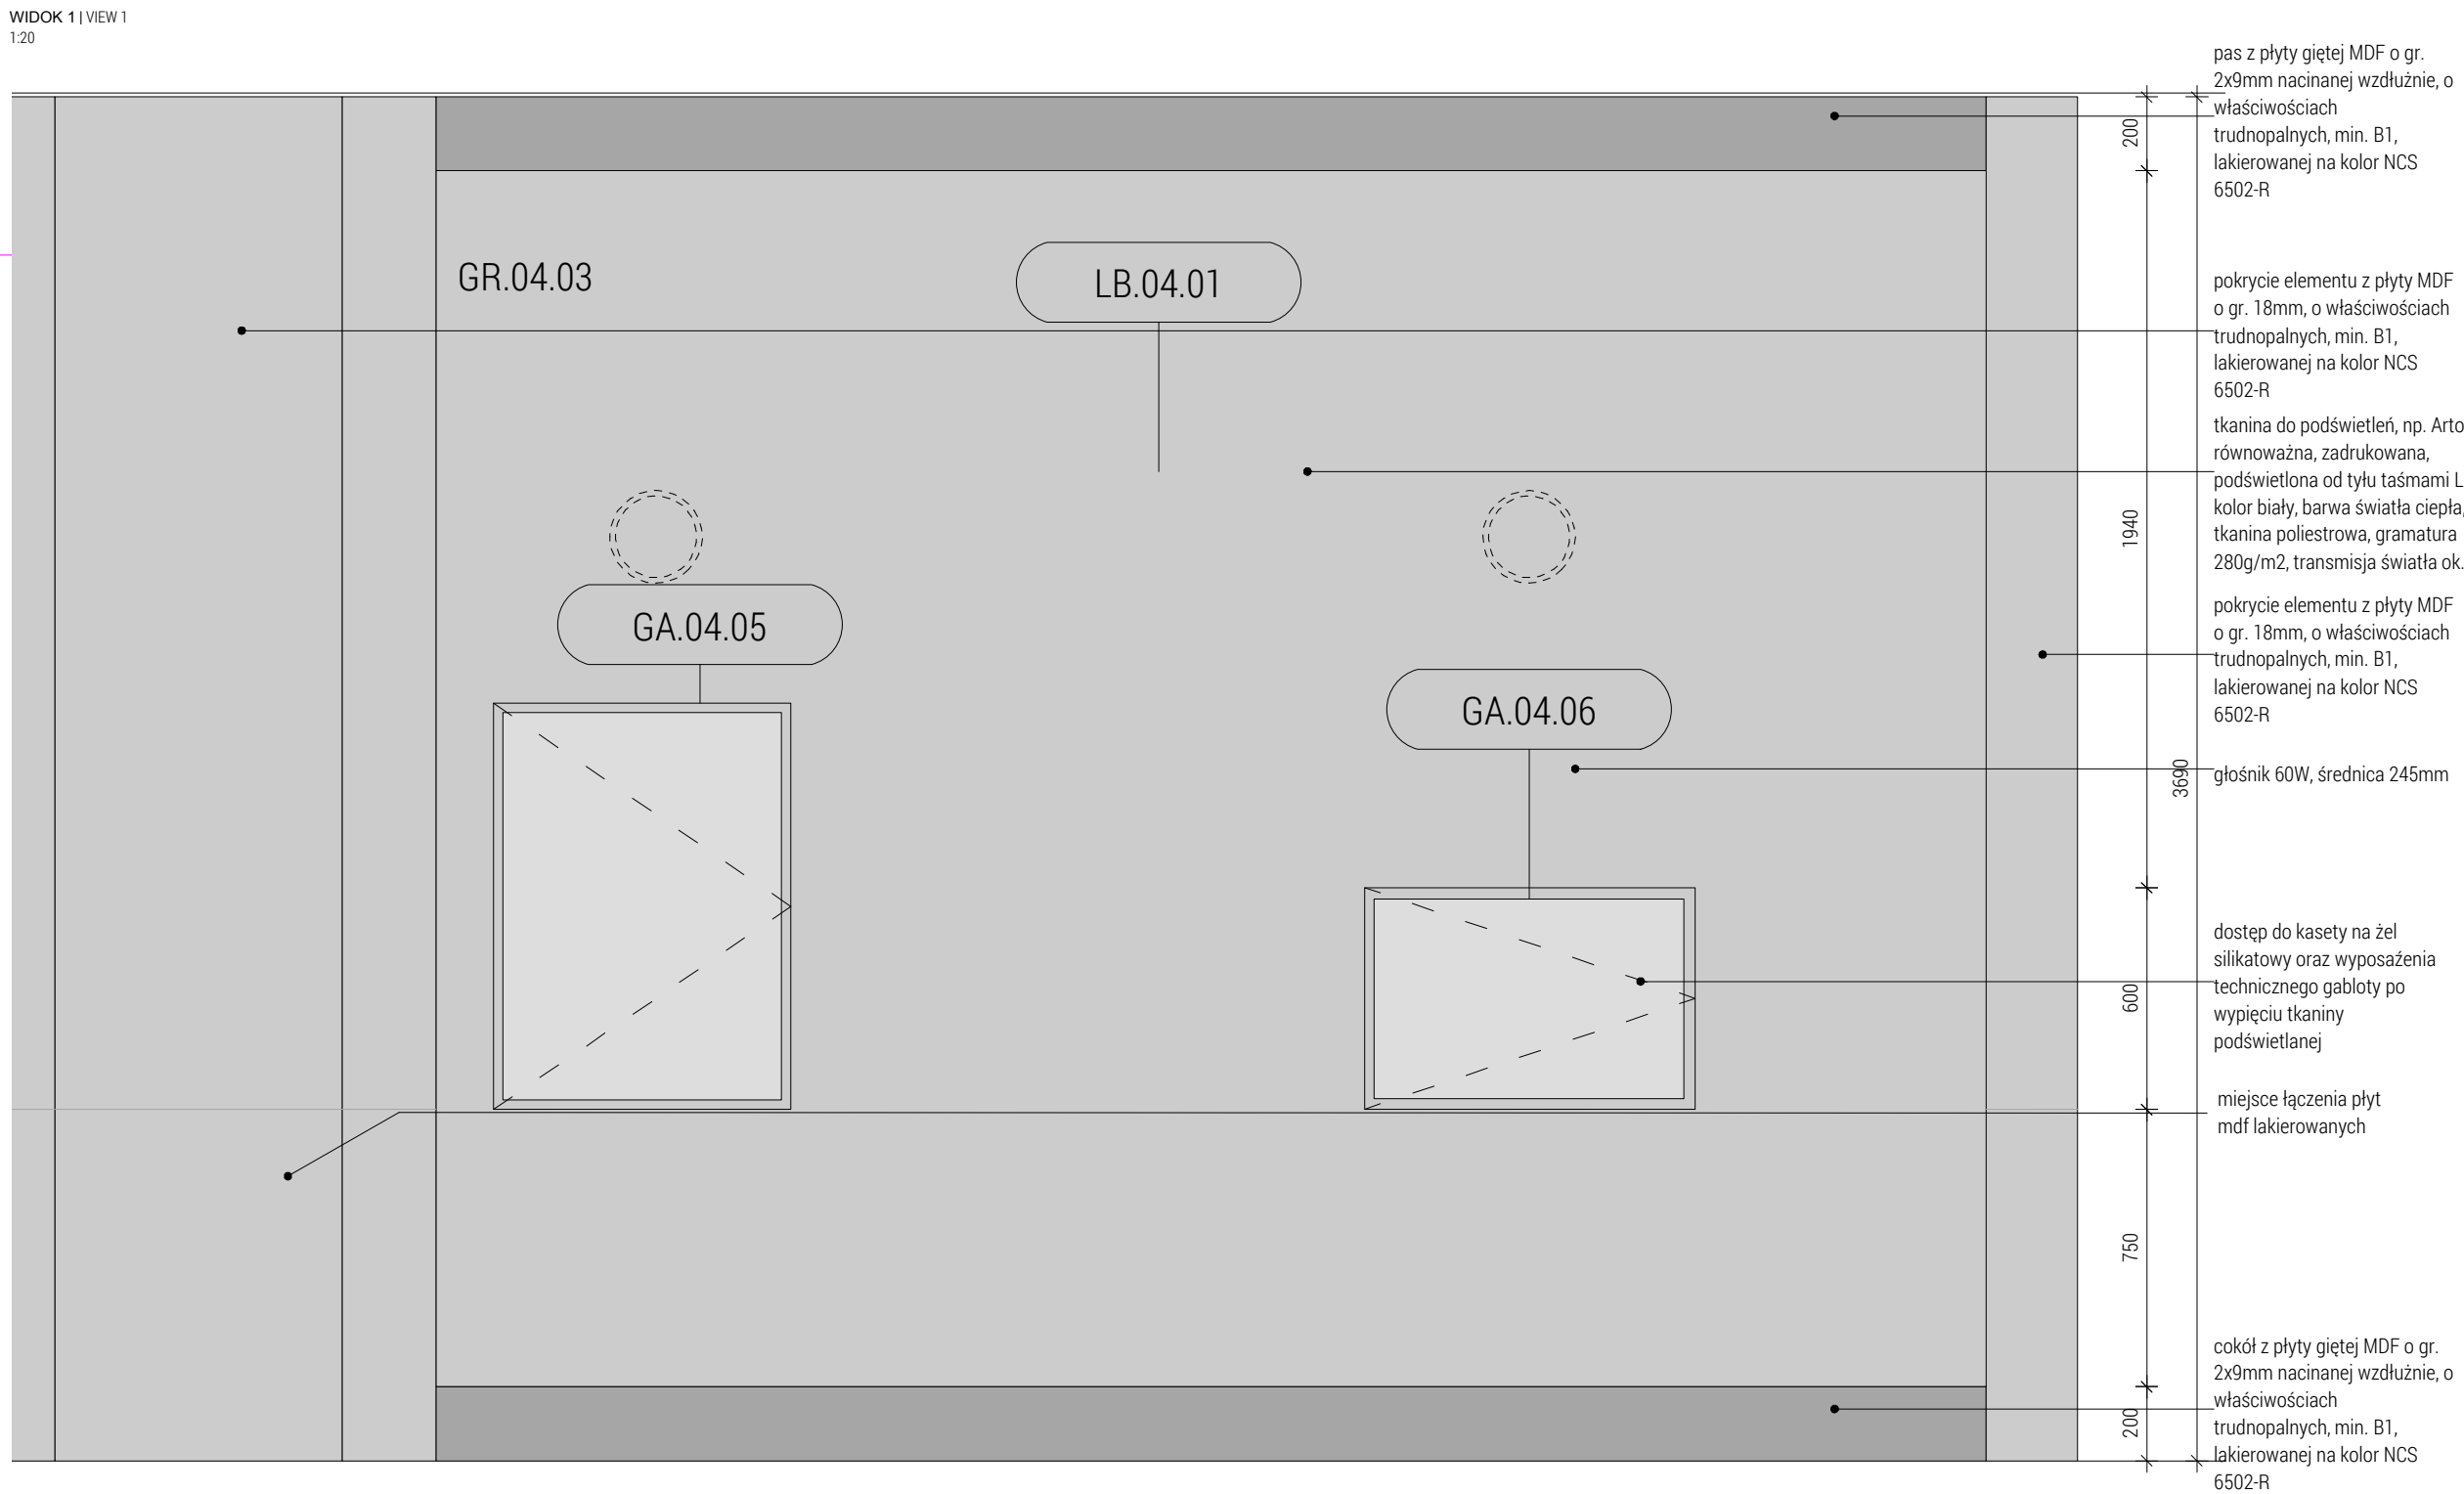 WIDOK 1 | VIEW 1
1:20
pas z płyty giętej MDF o gr.
2x9mm nacinanej wzdłużnie, o
właściwościach
trudnopalnych, min. B1,
lakierowanej na kolor NCS
6502-R
200
GR.04.03
LB.04.01
pokrycie elementu z płyty MDF
o gr. 18mm, o właściwościach
trudnopalnych, min. B1,
lakierowanej na kolor NCS
6502-R
tkanina do podświetleń, np. Arto
równoważna, zadrukowana,
podświetlona od tyłu taśmami L
kolor biały, barwa światła ciepła,
tkanina poliestrowa, gramatura
280g/m2, transmisja światła ok.
1940
GA.04.05
GA.04.06
pokrycie elementu z płyty MDF
o gr. 18mm, o właściwościach
trudnopalnych, min. B1,
lakierowanej na kolor NCS
6502-R
3690
głośnik 60W, średnica 245mm
600
dostęp do kasety na żel
silikatowy oraz wyposaźenia
technicznego gabloty po
wypięciu tkaniny
podświetlanej
miejsce łączenia płyt
mdf lakierowanych
750
200
cokół z płyty giętej MDF o gr.
2x9mm nacinanej wzdłużnie, o
właściwościach
trudnopalnych, min. B1,
lakierowanej na kolor NCS
6502-R